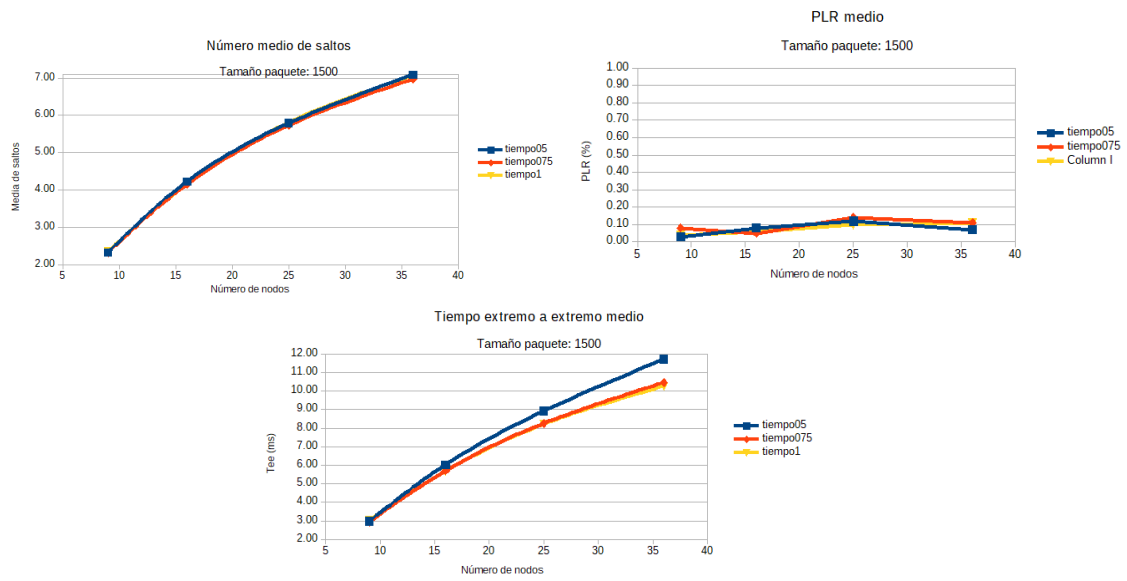 Número medio de saltos
Tamaño paquete: 1500
7.00
6.00
5.00
4.00
3.00
2.00
Media de saltos
5 10 15 20 25 30 35 40
Número de nodos
tiempo05
tiempo075
tiempo1
PLR medio
Tamaño paquete: 1500
1.00
0.90
0.80
0.70
0.60
0.50
0.40
0.30
0.20
0.10
0.00
PLR (%)
5 10 15 20 25 30 35 40
Número de nodos
tiempo05
tiempo075
Column I
Tiempo extremo a extremo medio
Tamaño paquete: 1500
12.00
11.00
10.00
9.00
8.00
7.00
6.00
5.00
4.00
3.00
2.00
Tee (ms)
5 10 15 20 25 30 35 40
Número de nodos
tiempo05
tiempo075
tiempo1